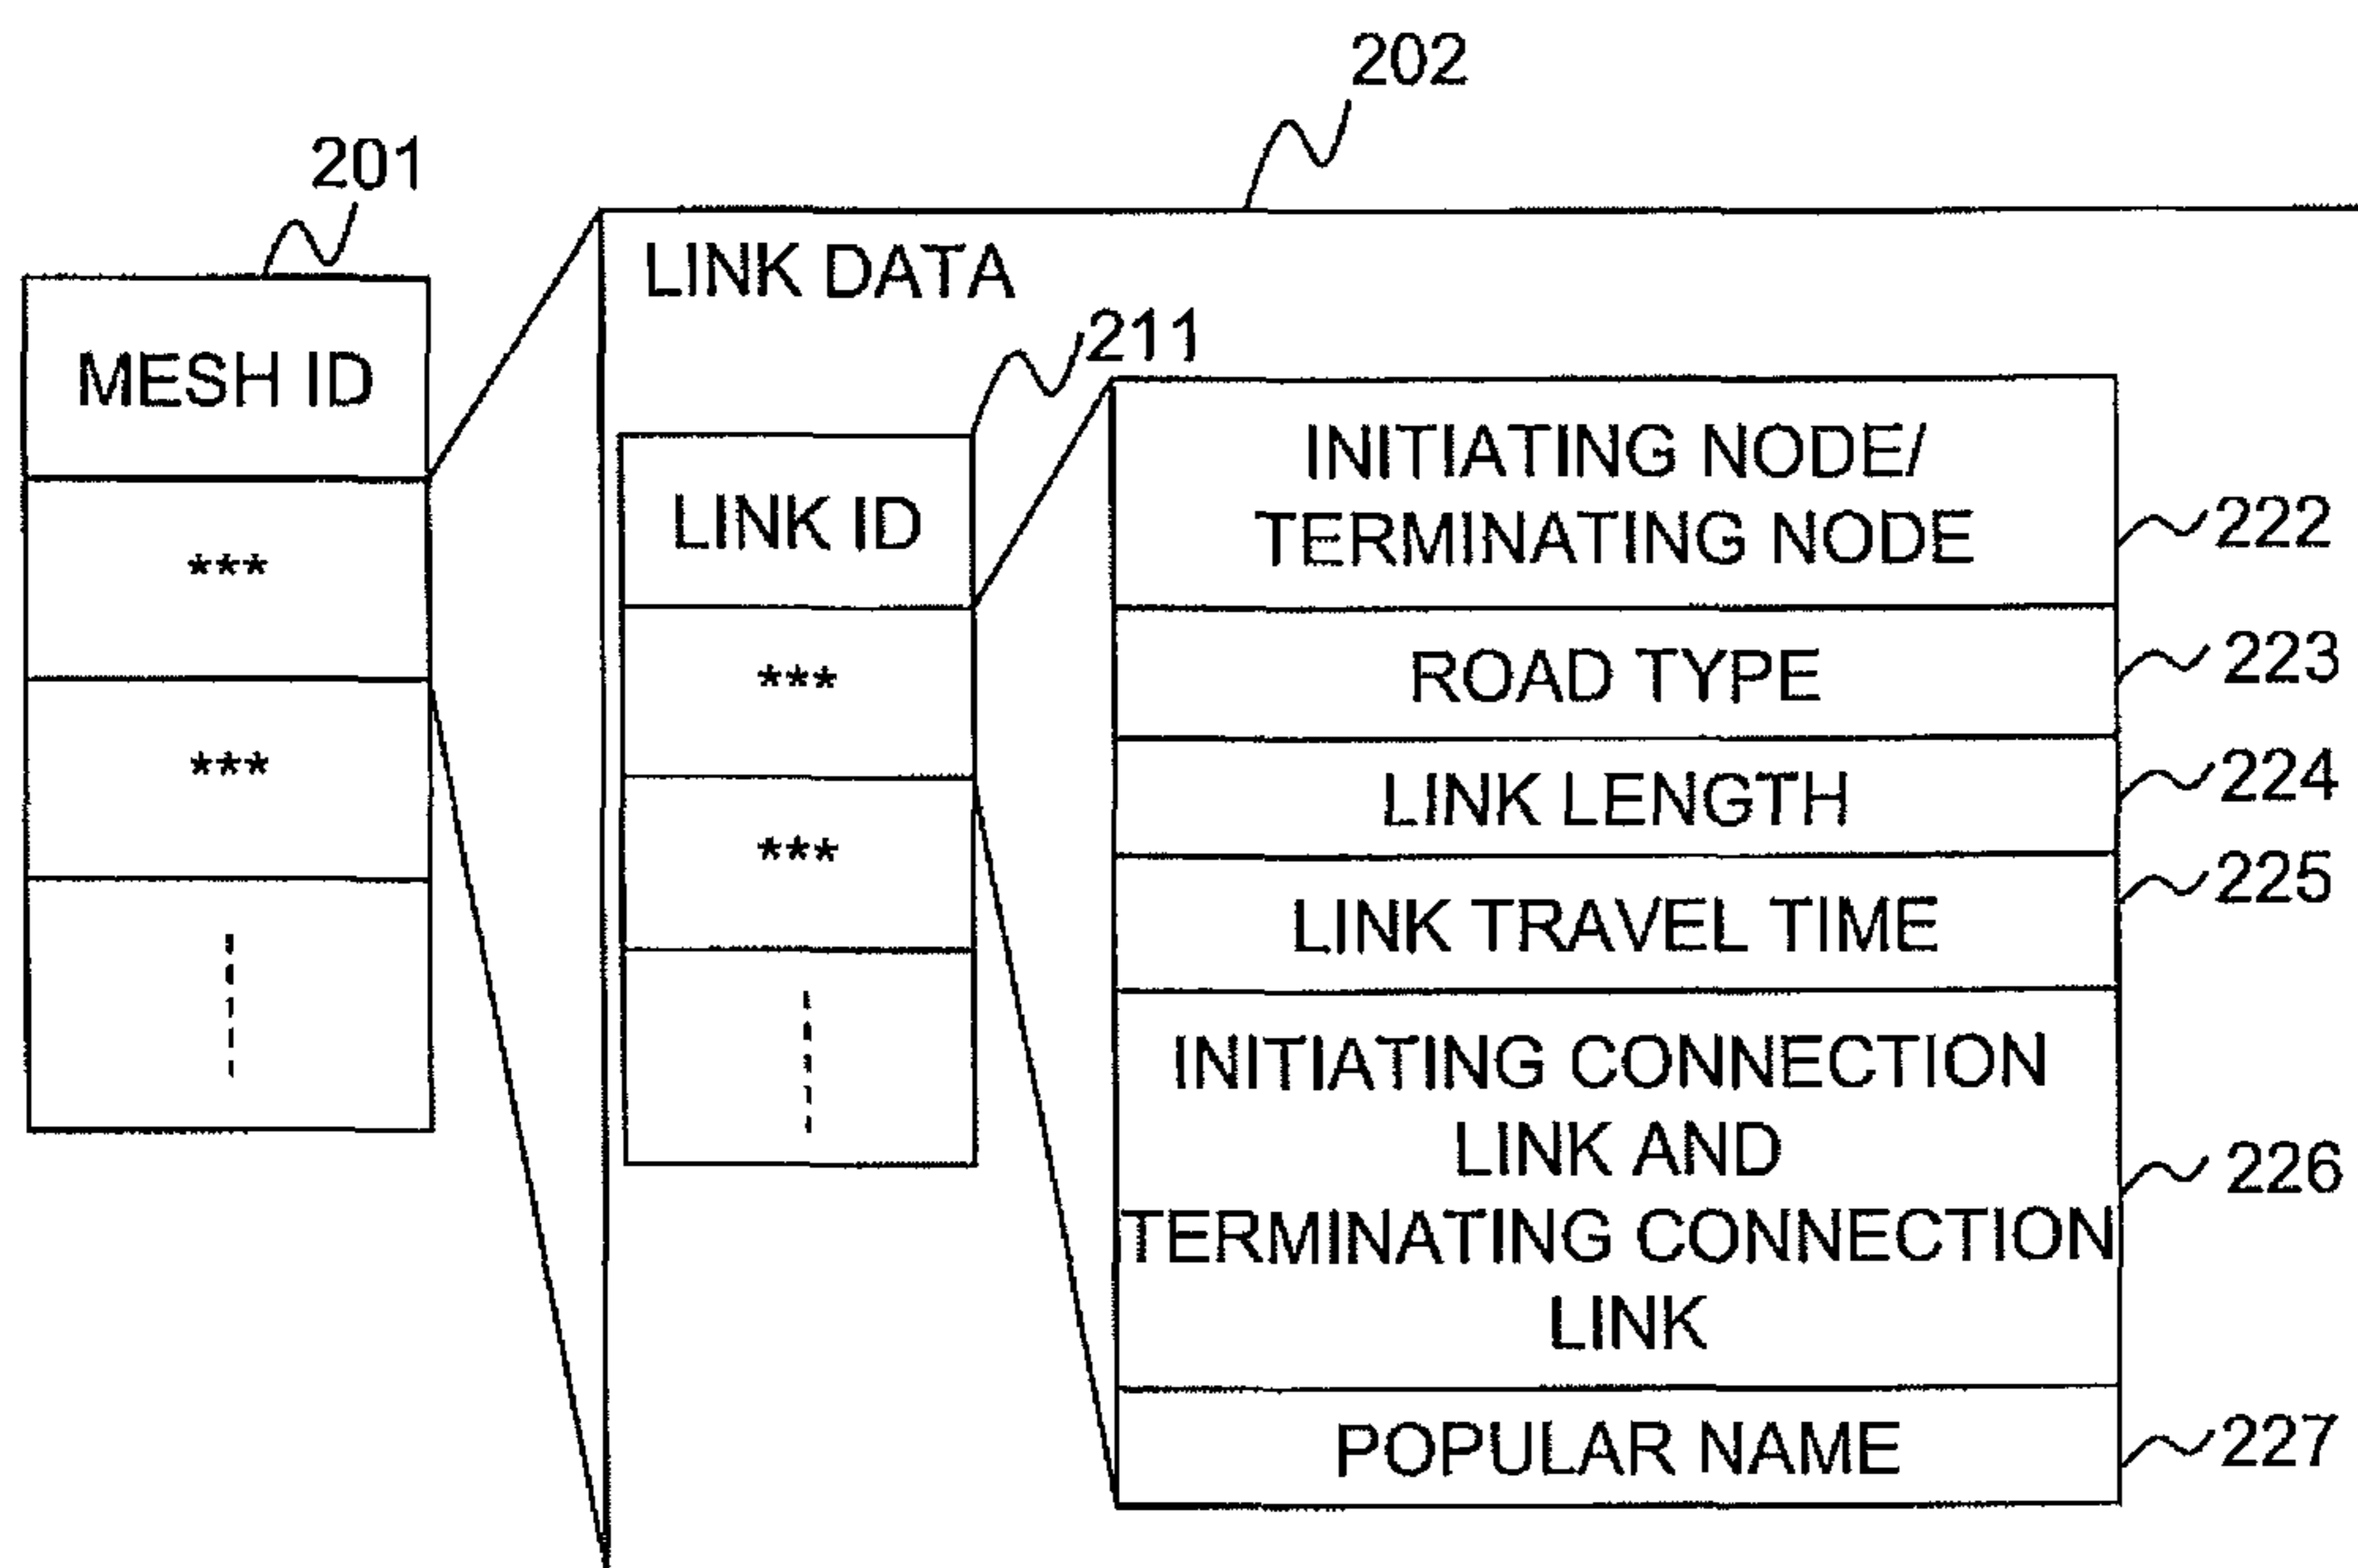 202
201
LINK DATA
211
MESH ID
***
***
LINK ID
***
***
INITIATING NODE/
TERMINATING NODE
222
ROAD TYPE
223
LINK LENGTH
224
LINK TRAVEL TIME
225
INITIATING CONNECTION
LINK AND
TERMINATING CONNECTION
LINK
226
POPULAR NAME
227